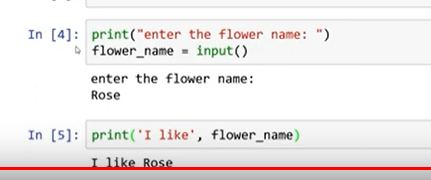 In [4]: print("enter the flower name: ")
flower_name = input()
enter the flower name:
Rose
In [5]: print('I like', flower_name)
I like Rose